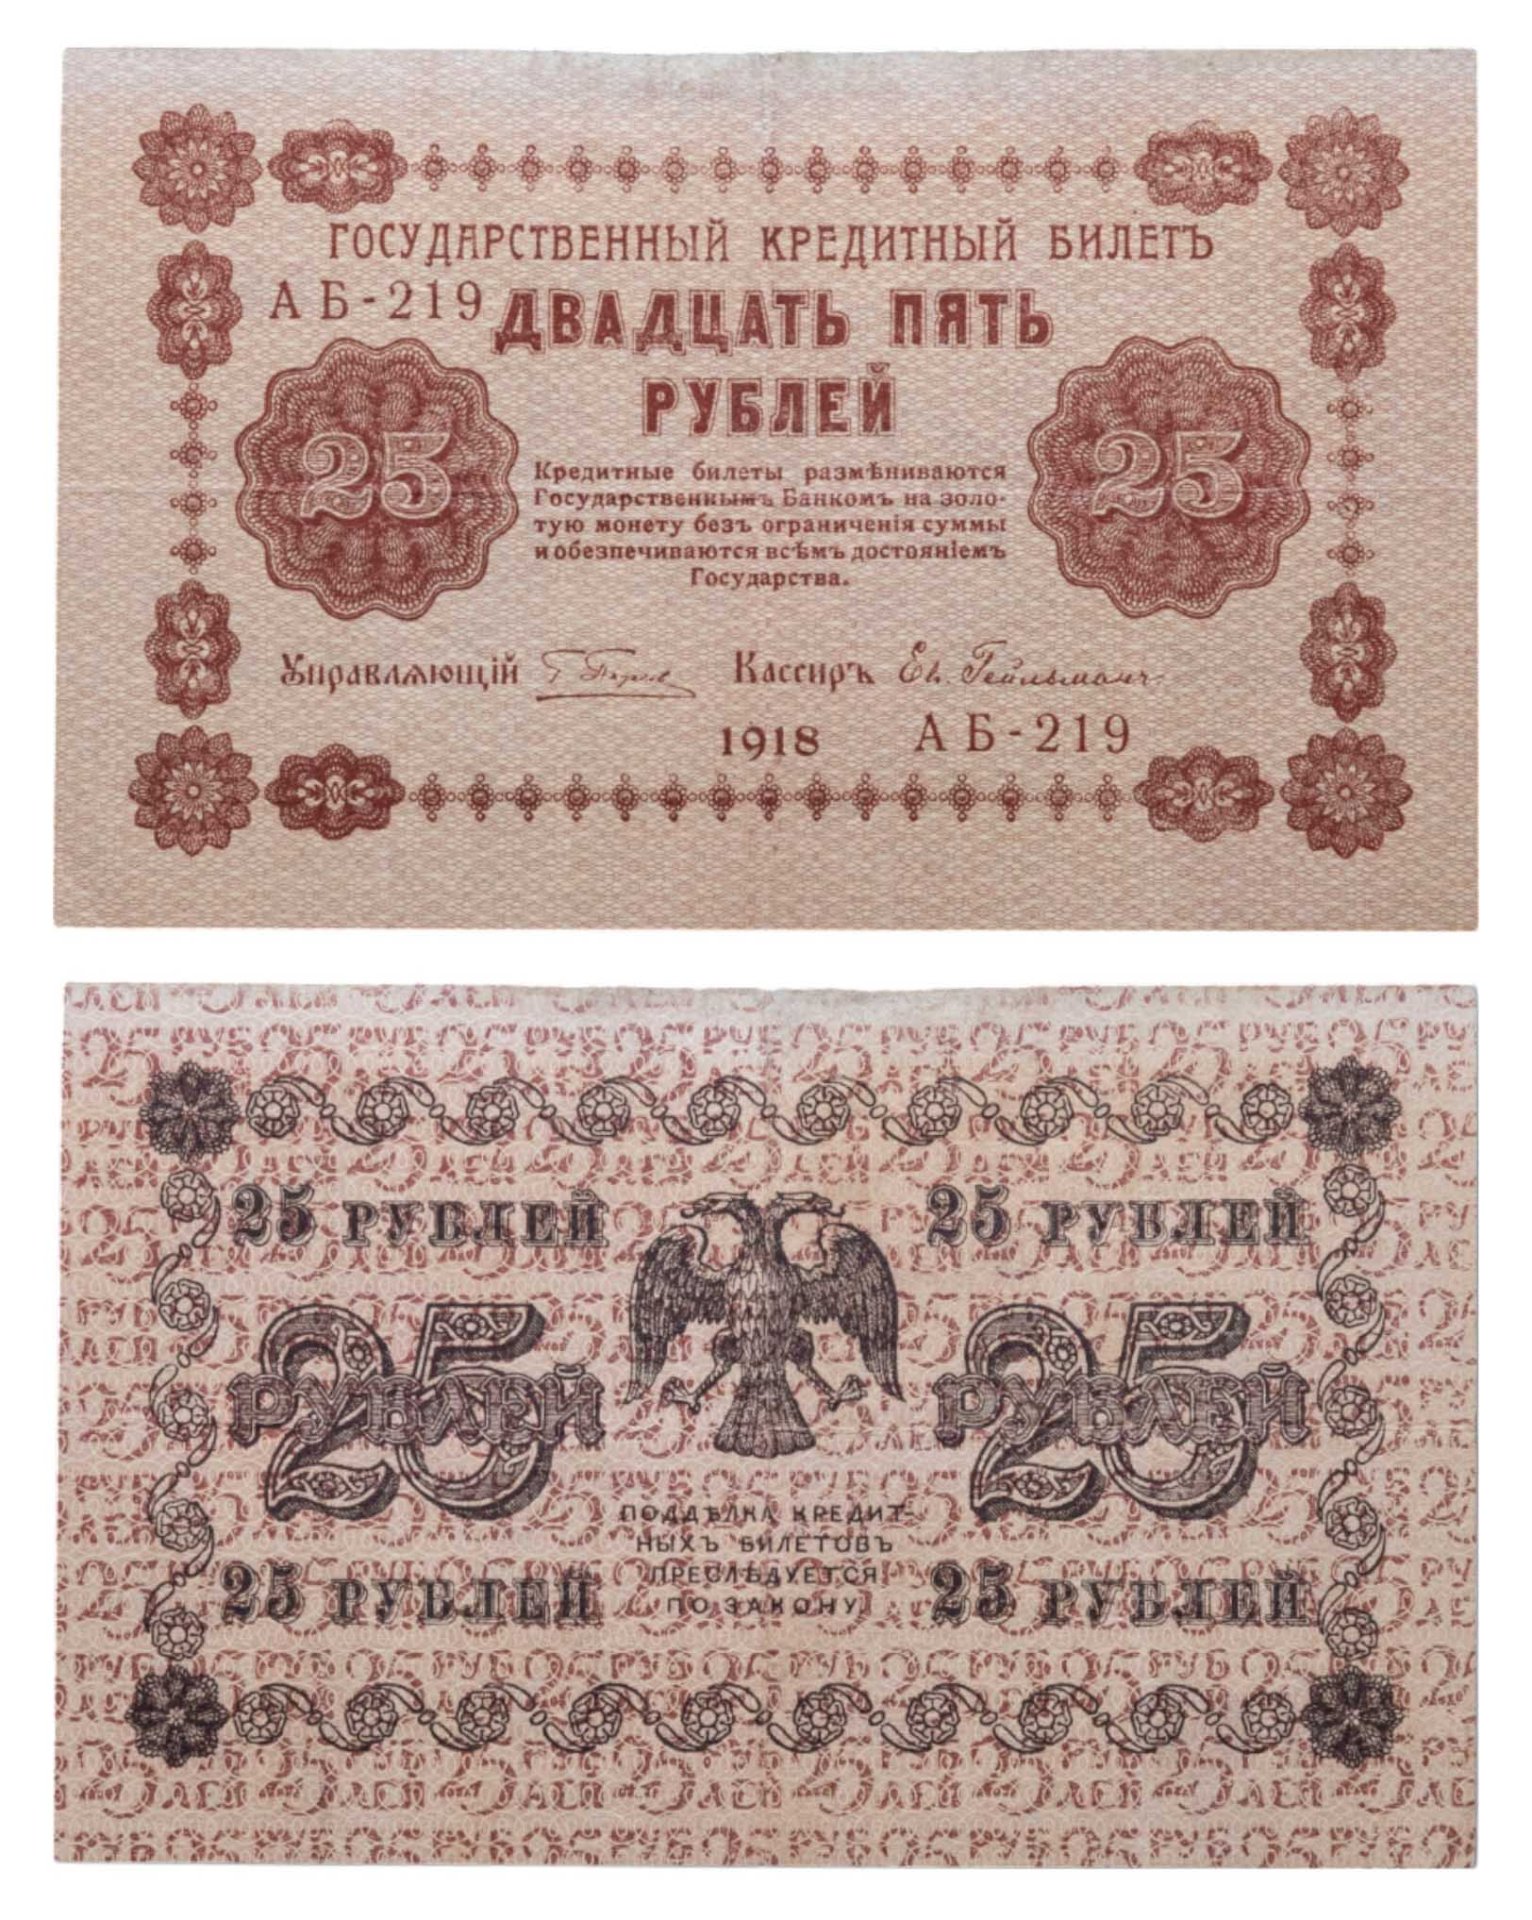 ГОСУДАРСТВЕННЫЙ КРЕДИТНЫЙ БИЛЕТЪ
АБ-219
ДВАДЦАТЬ ПЯТЬ
РУБЛЕЙ
25
25
Кредитные билеты размѣниваются
Государственнымъ Банкомъ на золо-
тую монету безъ ограниченія суммы
и обезпечиваются всѣмъ достояніемъ
Государства.
Управляющій
Кассиръ Ев. Гейльманъ
1918 АБ-219
25 РУБЛЕЙ
25 РУБЛЕЙ
25 РУБЛЕЙ
25 РУБЛЕЙ
ПОДДѢЛКА КРЕДИТ-
НЫХЪ БИЛЕТОВЪ
ПРЕСЛѢДУЕТСЯ
ПО ЗАКОНУ
25 РУБЛЕЙ
25 РУБЛЕЙ